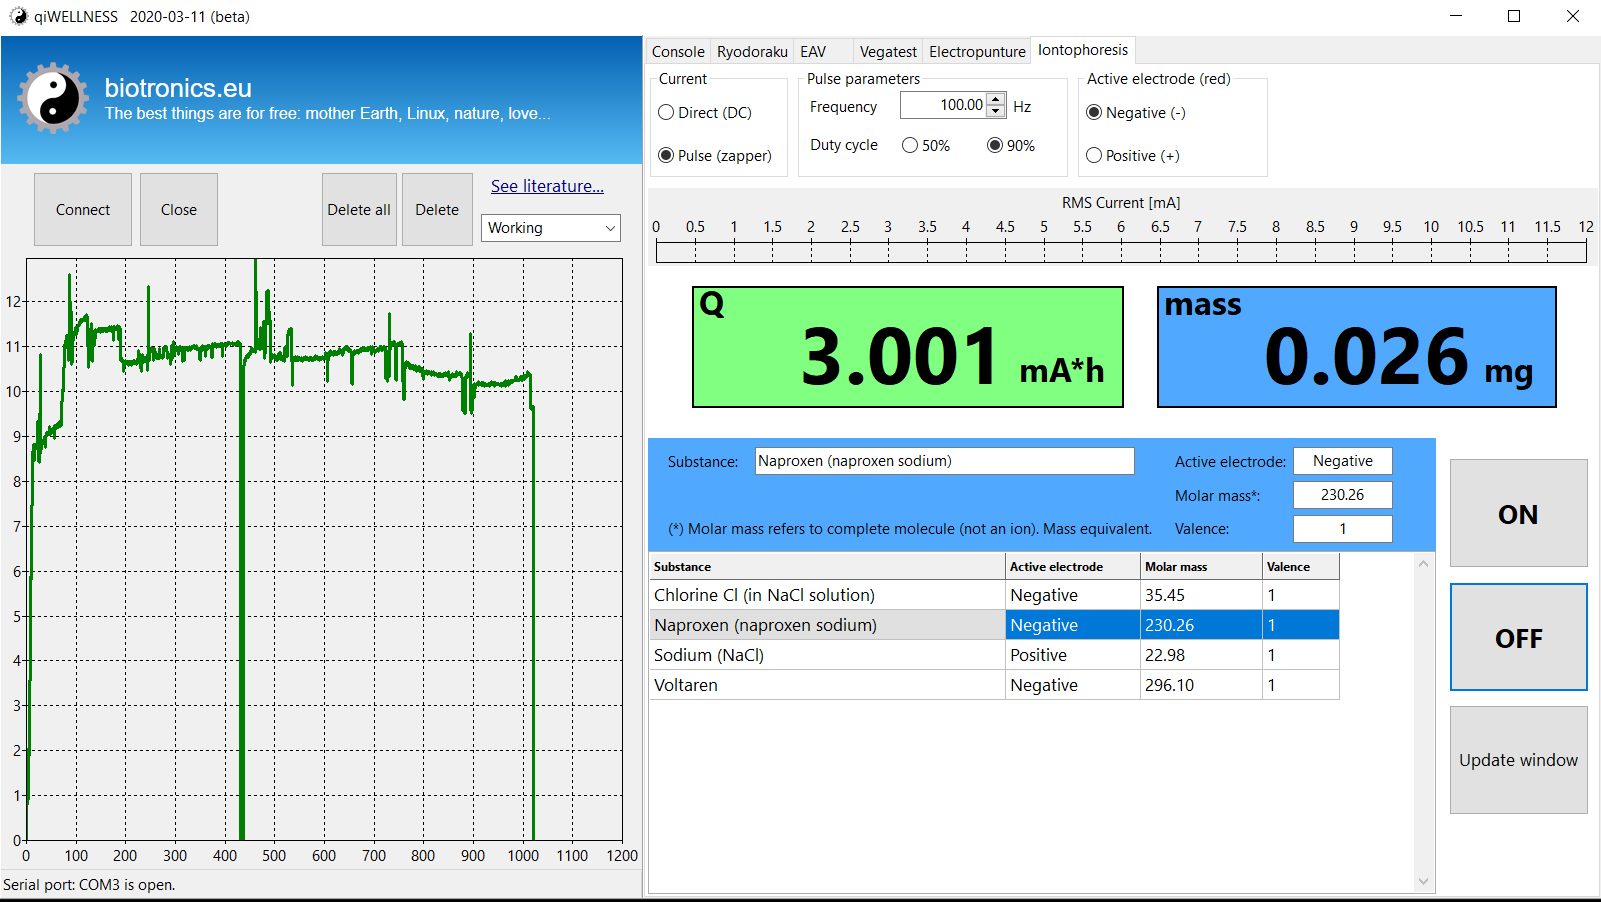 qiWELLNESS 2020-03-11 (beta)
biotronics.eu
The best things are for free: mother Earth, Linux, nature, love...
Connect
Close
Delete all
Delete
See literature...
Working
12
11
10
9
8
7
6
5
4
3
2
1
0
0 100 200 300 400 500 600 700 800 900 1000 1100 1200
Serial port: COM3 is open.
Console Ryodoraku EAV Vegatest Electropunture Iontophoresis
Current
Direct (DC)
Pulse (zapper)
Pulse parameters
Frequency 100.00 Hz
Duty cycle 50% 90%
Active electrode (red)
Negative (-)
Positive (+)
RMS Current [mA]
0 0.5 1 1.5 2 2.5 3 3.5 4 4.5 5 5.5 6 6.5 7 7.5 8 8.5 9 9.5 10 10.5 11 11.5 12
Q
3.001 mA*h
mass
0.026 mg
Substance: Naproxen (naproxen sodium)
Active electrode: Negative
Molar mass*: 230.26
(*) Molar mass refers to complete molecule (not an ion). Mass equivalent.
Valence: 1
Substance Active electrode Molar mass Valence
Chlorine Cl (in NaCl solution) Negative 35.45 1
Naproxen (naproxen sodium) Negative 230.26 1
Sodium (NaCl) Positive 22.98 1
Voltaren Negative 296.10 1
ON
OFF
Update window